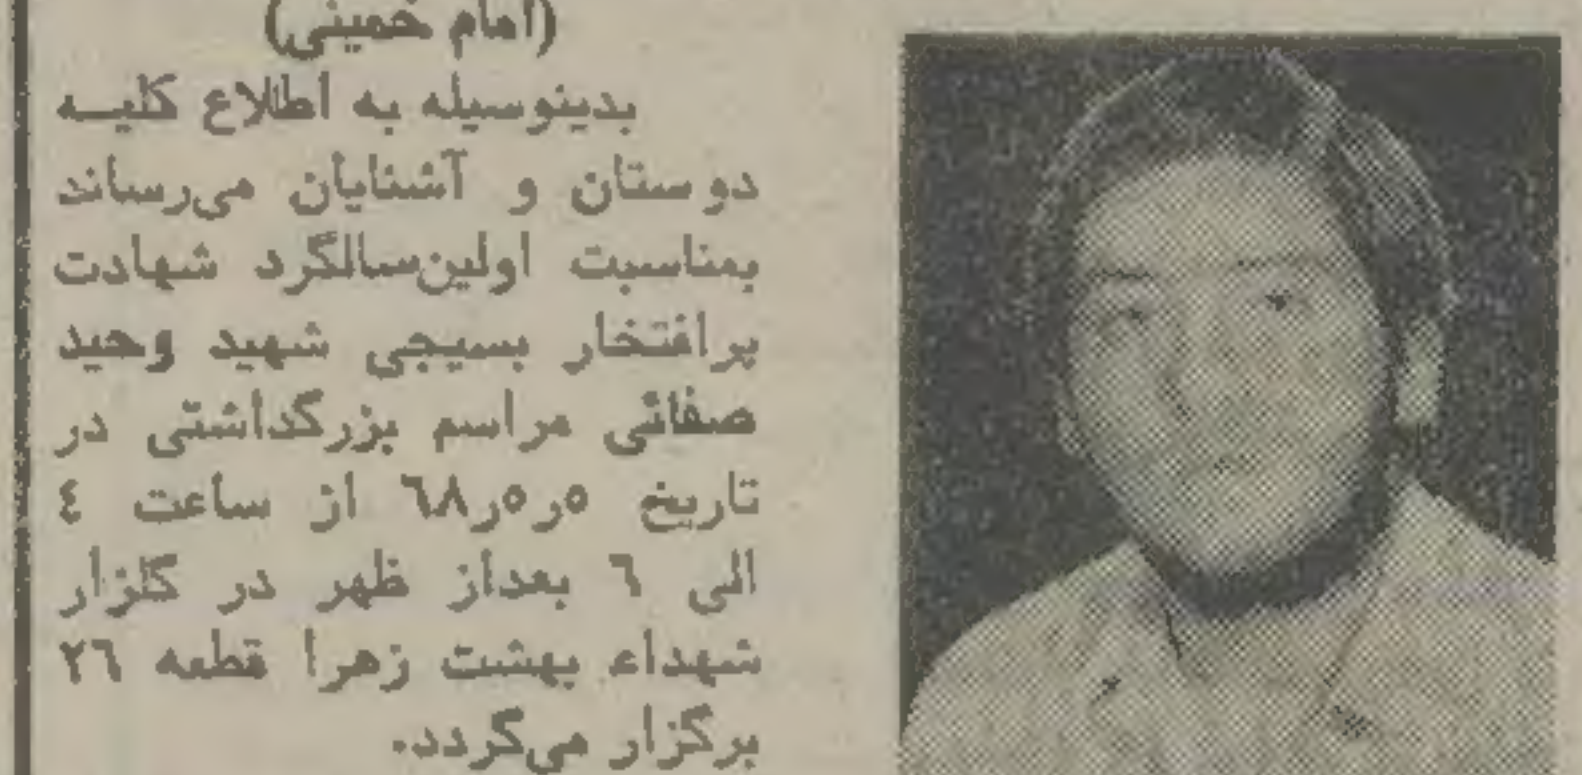 (امام خمینی)
بدینوسیله به اطلاع کلیه
دوستان و آشنایان می‌رساند
بمناسبت اولین‌سالگرد شهادت
پرافتخار بسیجی شهید وحید
صفائی مراسم بزرگداشتی در
تاریخ ۵ر۵ر۶۸ از ساعت ۴
الی ۶ بعداز ظهر در گلزار
شهداء بهشت زهرا قطعه ۲۶
برگزار می‌گردد.